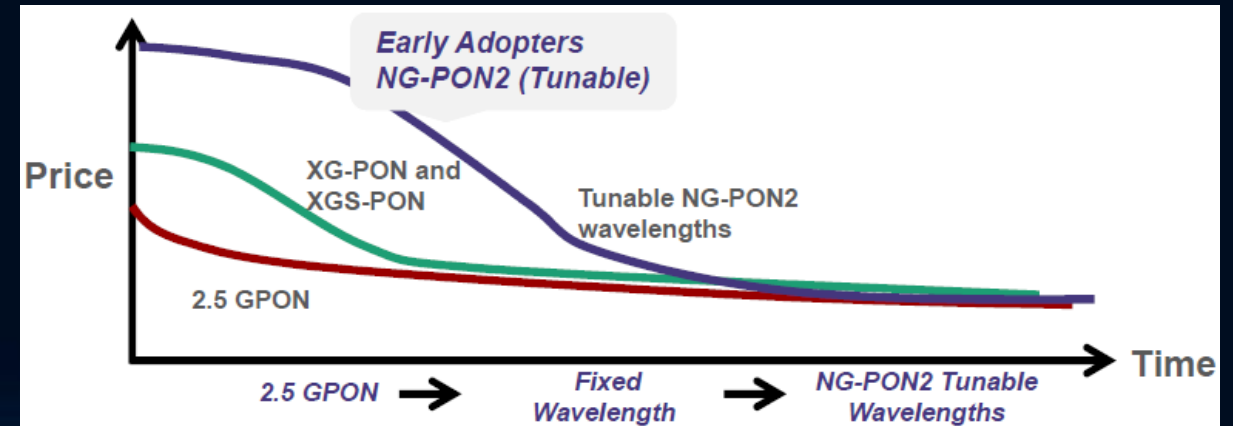 Early Adopters
NG-PON2 (Tunable)
Price
XG-PON and
XGS-PON
Tunable NG-PON2
wavelengths
2.5 GPON
Time
2.5 GPON
Fixed
Wavelength
NG-PON2 Tunable
Wavelengths